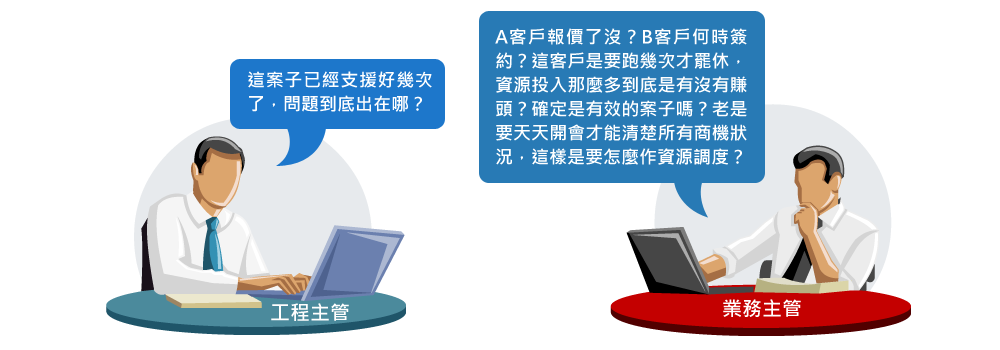 這案子已經支援好幾次
了，問題到底出在哪？
A客戶報價了沒？B客戶何時簽
約？這客戶是要跑幾次才罷休，
資源投入那麼多到底是有沒有賺
頭？確定是有效的案子嗎？老是
要天天開會才能清楚所有商機狀
況，這樣是要怎麼作資源調度？
工程主管
業務主管